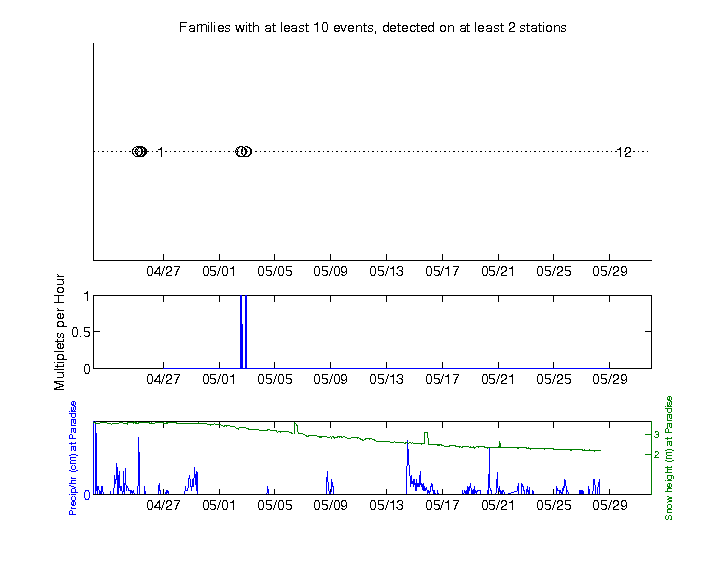 Families with at least 10 events, detected on at least 2 stations
1 12
04/27 05/01 05/05 05/09 05/13 05/17 05/21 05/25 05/29
Multiplets per Hour
1
0.5
0
04/27 05/01 05/05 05/09 05/13 05/17 05/21 05/25 05/29
Precip/hr (cm) at Paradise
0
3
2
Snow height (m) at Paradise
04/27 05/01 05/05 05/09 05/13 05/17 05/21 05/25 05/29